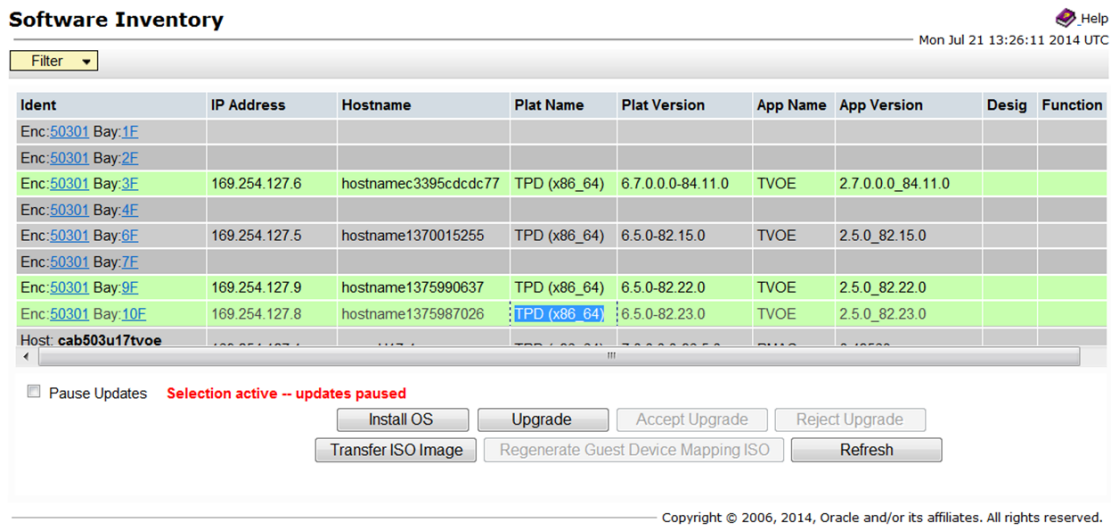 Software Inventory
Help
Mon Jul 21 13:26:11 2014 UTC
Filter
Ident IP Address Hostname Plat Name Plat Version App Name App Version Desig Function
Enc:50301 Bay:1F
Enc:50301 Bay:2F
Enc:50301 Bay:3F 169.254.127.6 hostnamec3395cdcdc77 TPD (x86_64) 6.7.0.0.0-84.11.0 TVOE 2.7.0.0.0_84.11.0
Enc:50301 Bay:4F
Enc:50301 Bay:6F 169.254.127.5 hostname1370015255 TPD (x86_64) 6.5.0-82.15.0 TVOE 2.5.0_82.15.0
Enc:50301 Bay:7F
Enc:50301 Bay:9F 169.254.127.9 hostname1375990637 TPD (x86_64) 6.5.0-82.22.0 TVOE 2.5.0_82.22.0
Enc:50301 Bay:10F 169.254.127.8 hostname1375987026 TPD (x86_64) 6.5.0-82.23.0 TVOE 2.5.0_82.23.0
Host: cab503u17tvoe
Pause Updates Selection active -- updates paused
Install OS Upgrade Accept Upgrade Reject Upgrade
Transfer ISO Image Regenerate Guest Device Mapping ISO Refresh
Copyright © 2006, 2014, Oracle and/or its affiliates. All rights reserved.